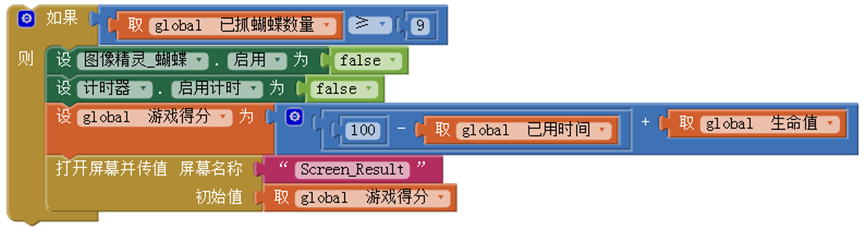 如果 取 global 已抓蝴蝶数量 ≥ 9
则 设 图像精灵_蝴蝶 . 启用 为 false
设 计时器 . 启用计时 为 false
设 global 游戏得分 为 100 - 取 global 已用时间 + 取 global 生命值
打开屏幕并传值 屏幕名称 “ Screen_Result ”
初始值 取 global 游戏得分